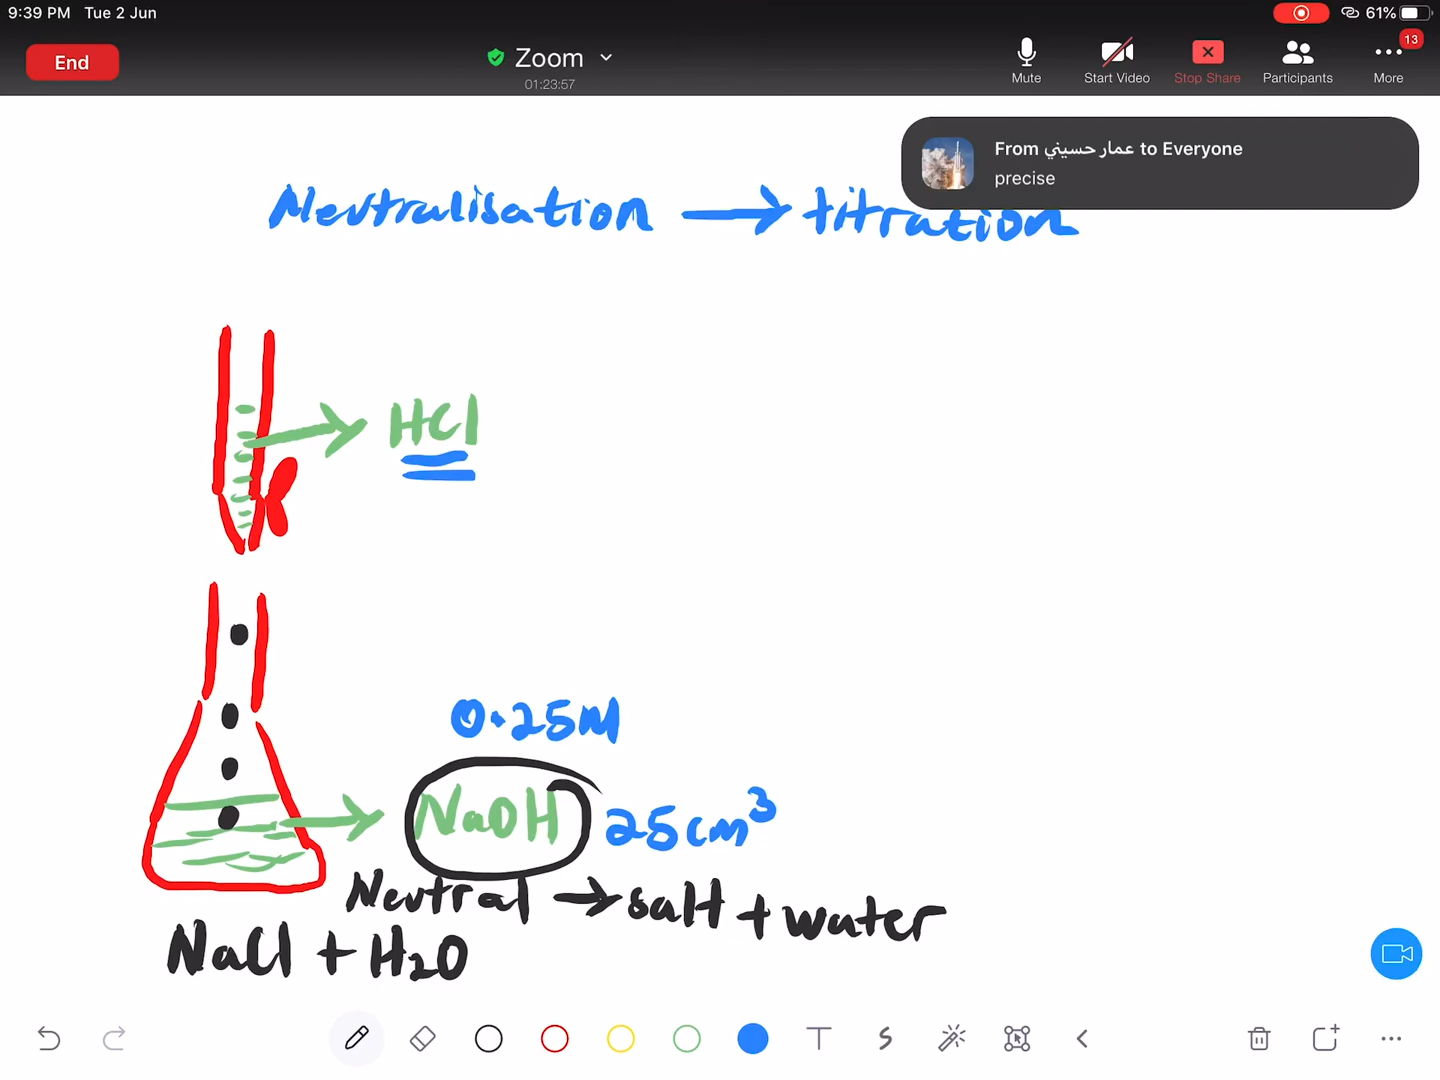 9:39 PM Tue 2 Jun
61%
End
Zoom
01:23:57
Mute
Start Video
Stop Share
Participants
13
More
From عمار حسيني to Everyone
precise
Neutralisation → titration
HCl
0.25M
NaOH
25cm³
Neutral → salt + water
NaCl + H2O
T